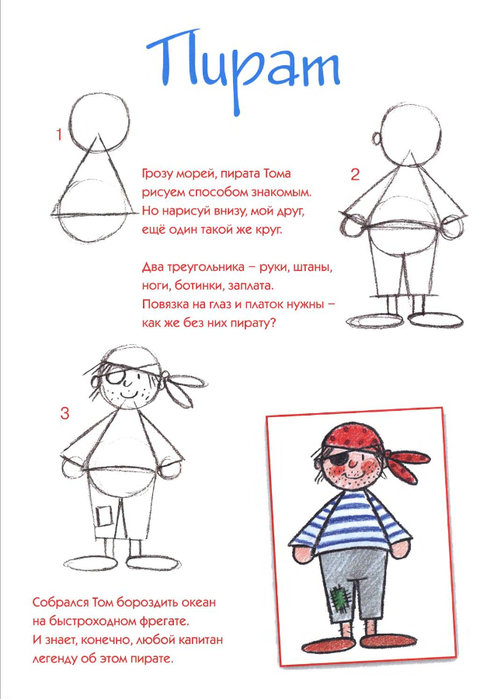 Пират
1
Грозу морей, пирата Тома
рисуем способом знакомым.
Но нарисуй внизу, мой друг,
ещё один такой же круг.
2
Два треугольника – руки, штаны,
ноги, ботинки, заплата.
Повязка на глаз и платок нужны –
как же без них пирату?
3
Собрался Том бороздить океан
на быстроходном фрегате.
И знает, конечно, любой капитан
легенду об этом пирате.